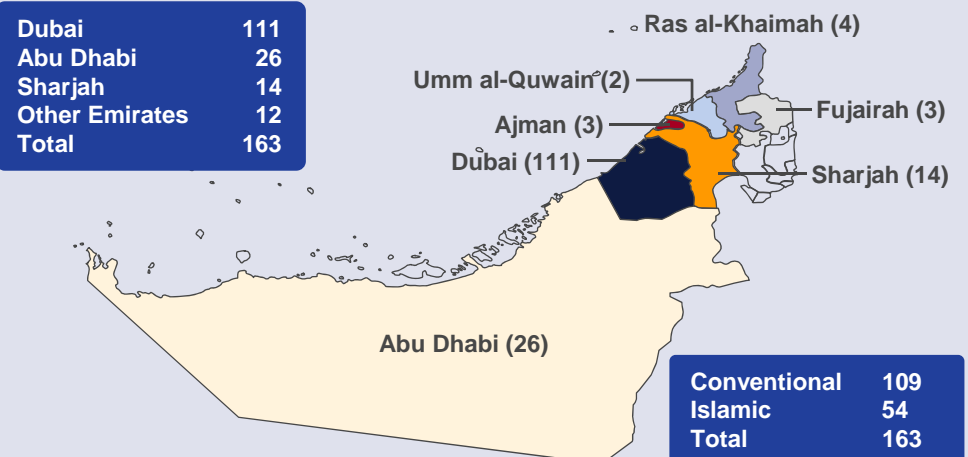 Dubai 111
Abu Dhabi 26
Sharjah 14
Other Emirates 12
Total 163
Ras al-Khaimah (4)
Umm al-Quwain (2)
Fujairah (3)
Ajman (3)
Dubai (111)
Sharjah (14)
Abu Dhabi (26)
Conventional 109
Islamic 54
Total 163